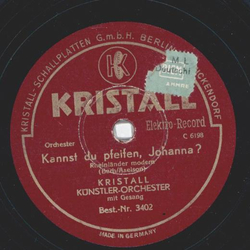 KRISTALL-SCHALLPLATTEN G.m.b.H. BERLIN
M. L.
Deutschl
KRISTALL
Elektro-Record
C 6198
Orchester
Kannst du pfeifen, Johanna?
Rheinländer modern
KRISTALL
KÜNSTLER-ORCHESTER
mit Gesang
Best.-Nr. 3402
MADE IN GERMANY